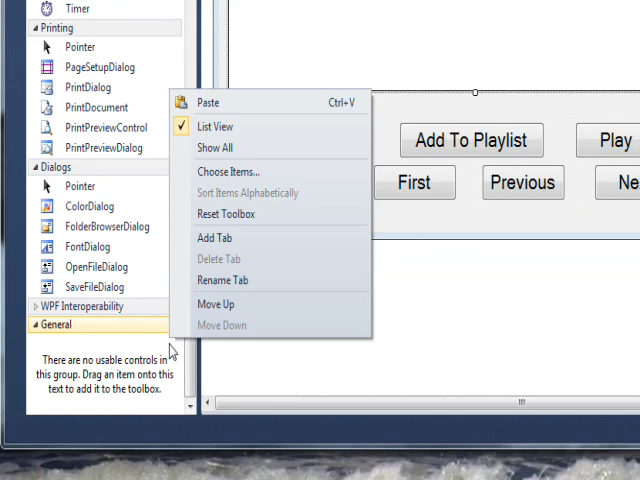 Timer
Printing
Pointer
PageSetupDialog
PrintDialog
PrintDocument
PrintPreviewControl
PrintPreviewDialog
Dialogs
Pointer
ColorDialog
FolderBrowserDialog
FontDialog
OpenFileDialog
SaveFileDialog
WPF Interoperability
General
There are no usable controls in
this group. Drag an item onto this
text to add it to the toolbox.
Paste Ctrl+V
List View
Show All
Choose Items...
Sort Items Alphabetically
Reset Toolbox
Add Tab
Delete Tab
Rename Tab
Move Up
Move Down
Add To Playlist Play
First Previous Ne